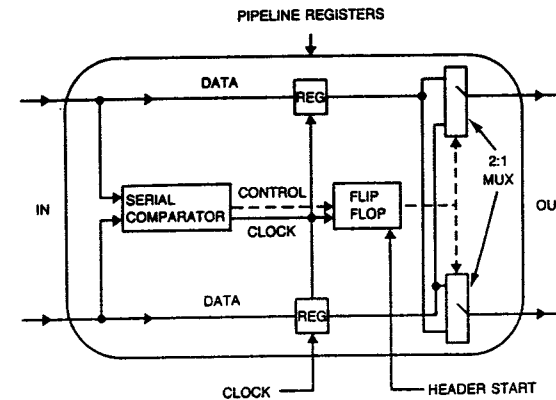 PIPELINE REGISTERS
DATA
REG
2:1
MUX
IN
SERIAL
COMPARATOR
CONTROL
CLOCK
FLIP
FLOP
OU
DATA
REG
CLOCK
HEADER START